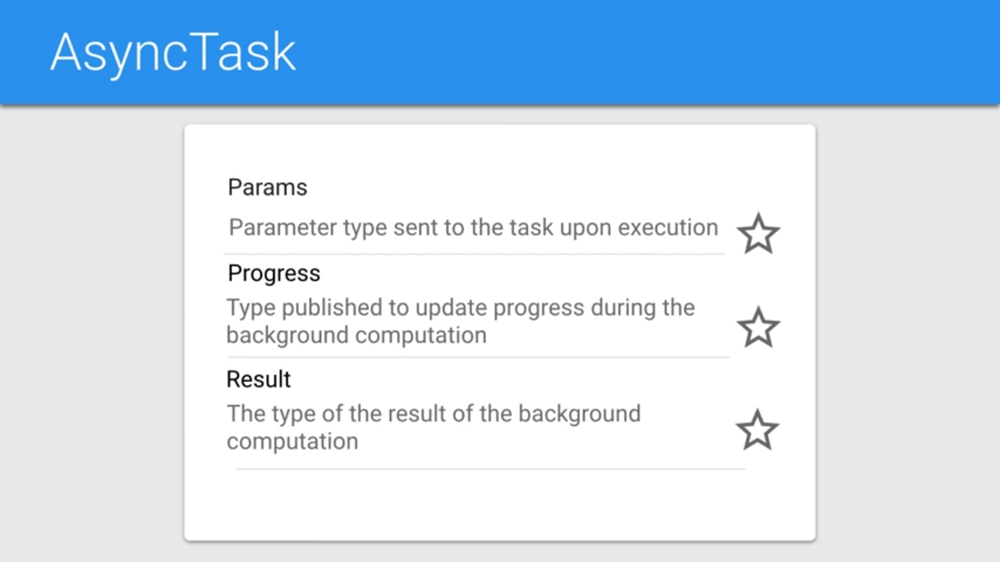 AsyncTask
Params
Parameter type sent to the task upon execution
Progress
Type published to update progress during the
background computation
Result
The type of the result of the background
computation